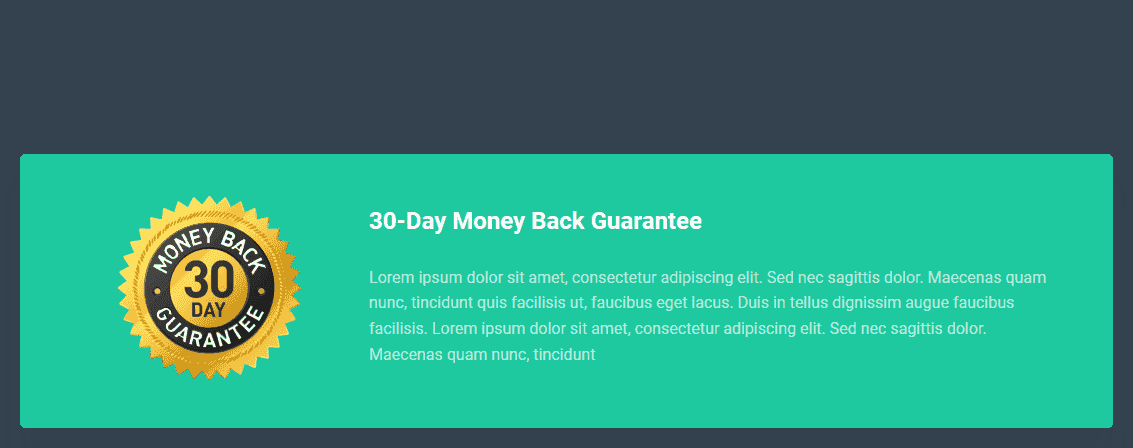 MONEY BACK
30
DAY
GUARANTEE
30-Day Money Back Guarantee
Lorem ipsum dolor sit amet, consectetur adipiscing elit. Sed nec sagittis dolor. Maecenas quam
nunc, tincidunt quis facilisis ut, faucibus eget lacus. Duis in tellus dignissim augue faucibus
facilisis. Lorem ipsum dolor sit amet, consectetur adipiscing elit. Sed nec sagittis dolor.
Maecenas quam nunc, tincidunt